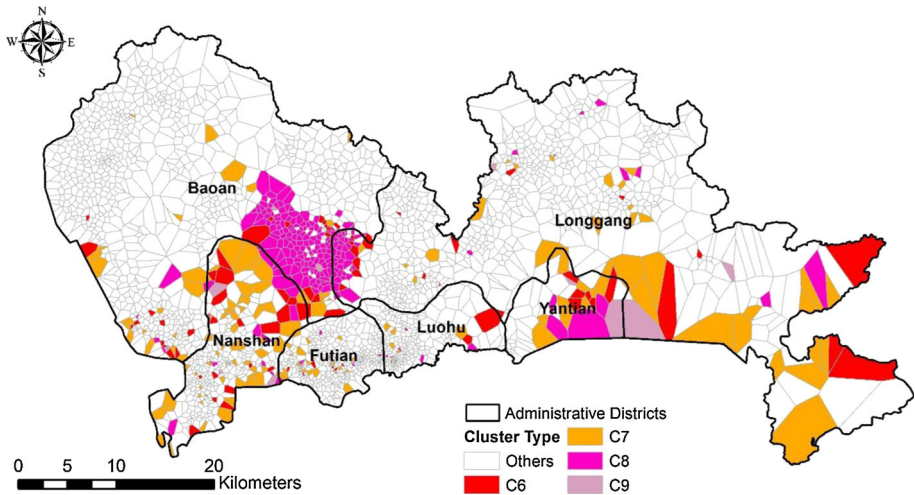 N
W E
S
Baoan
Longgang
Yantian
Luohu
Nanshan
Futian
Administrative Districts
Cluster Type
C7
Others
C8
C6
C9
0 5 10 20
Kilometers